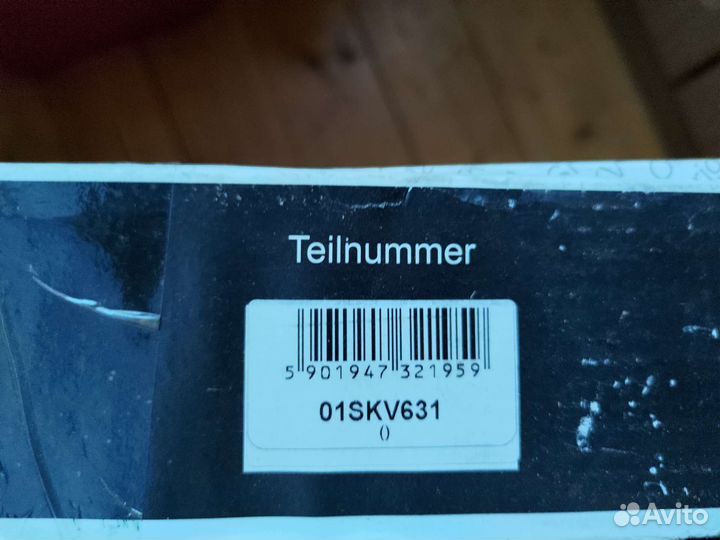 Teilnummer
5 901947 321959
01SKV631
()
Avito